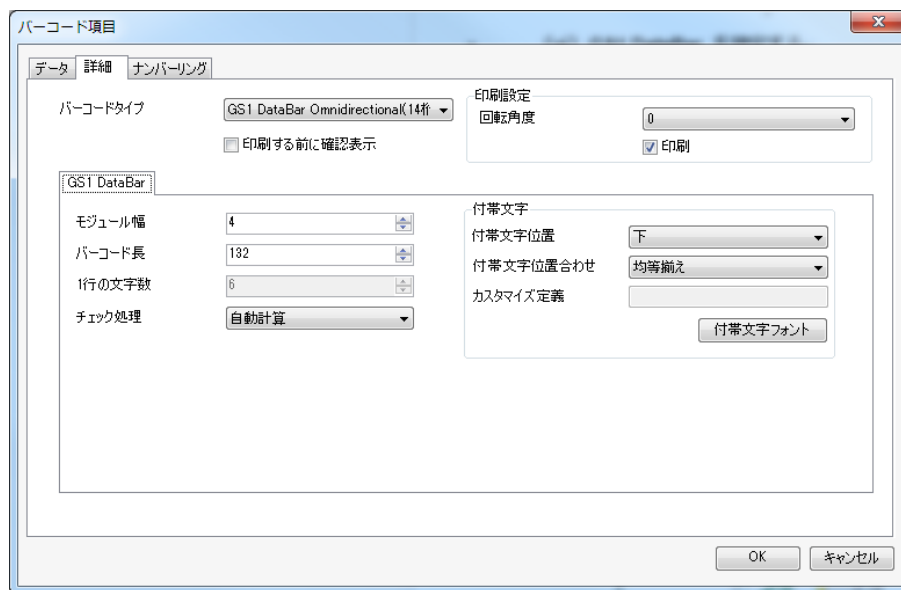 バーコード項目
データ 詳細 ナンバーリング
バーコードタイプ GS1 DataBar Omnidirectional(14桁
印刷する前に確認表示
印刷設定
回転角度 0
印刷
GS1 DataBar
モジュール幅 4
バーコード長 132
1行の文字数 6
チェック処理 自動計算
付帯文字
付帯文字位置 下
付帯文字位置合わせ 均等揃え
カスタマイズ定義
付帯文字フォント
OK キャンセル